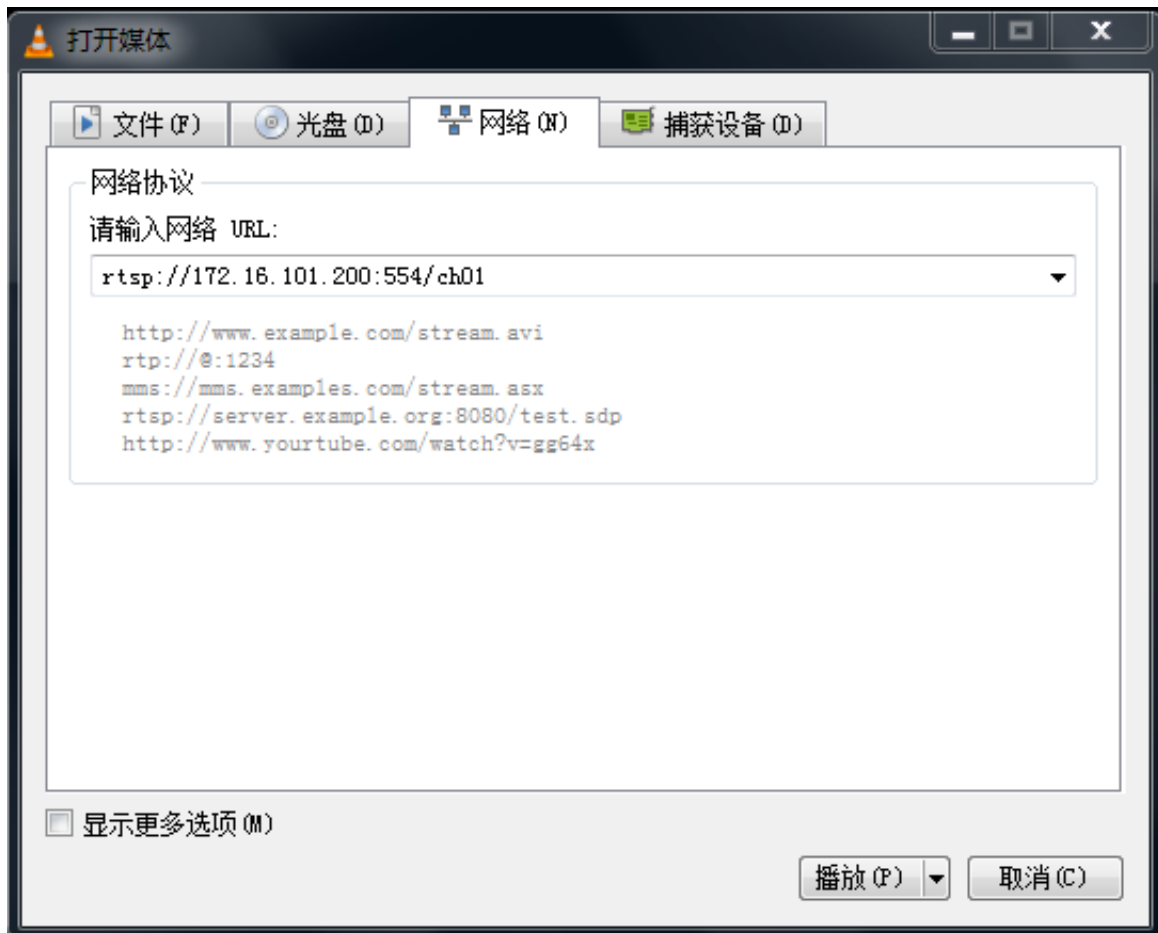 打开媒体
文件(F) 光盘(D) 网络(N) 捕获设备(D)
网络协议
请输入网络 URL:
rtsp://172.16.101.200:554/ch01
http://www.example.com/stream.avi
rtp://@:1234
mms://mms.examples.com/stream.asx
rtsp://server.example.org:8080/test.sdp
http://www.yourtube.com/watch?v=gg64x
显示更多选项(M)
播放(P) 取消(C)